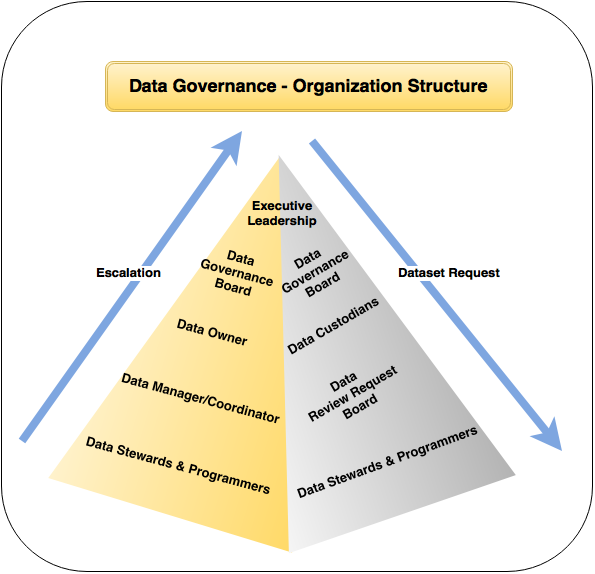 Data Governance - Organization Structure
Executive
Leadership
Data
Governance
Board
Data
Governance
Board
Escalation
Dataset Request
Data Owner
Data Custodians
Data Manager/Coordinator
Data
Review Request
Board
Data Stewards & Programmers
Data Stewards & Programmers